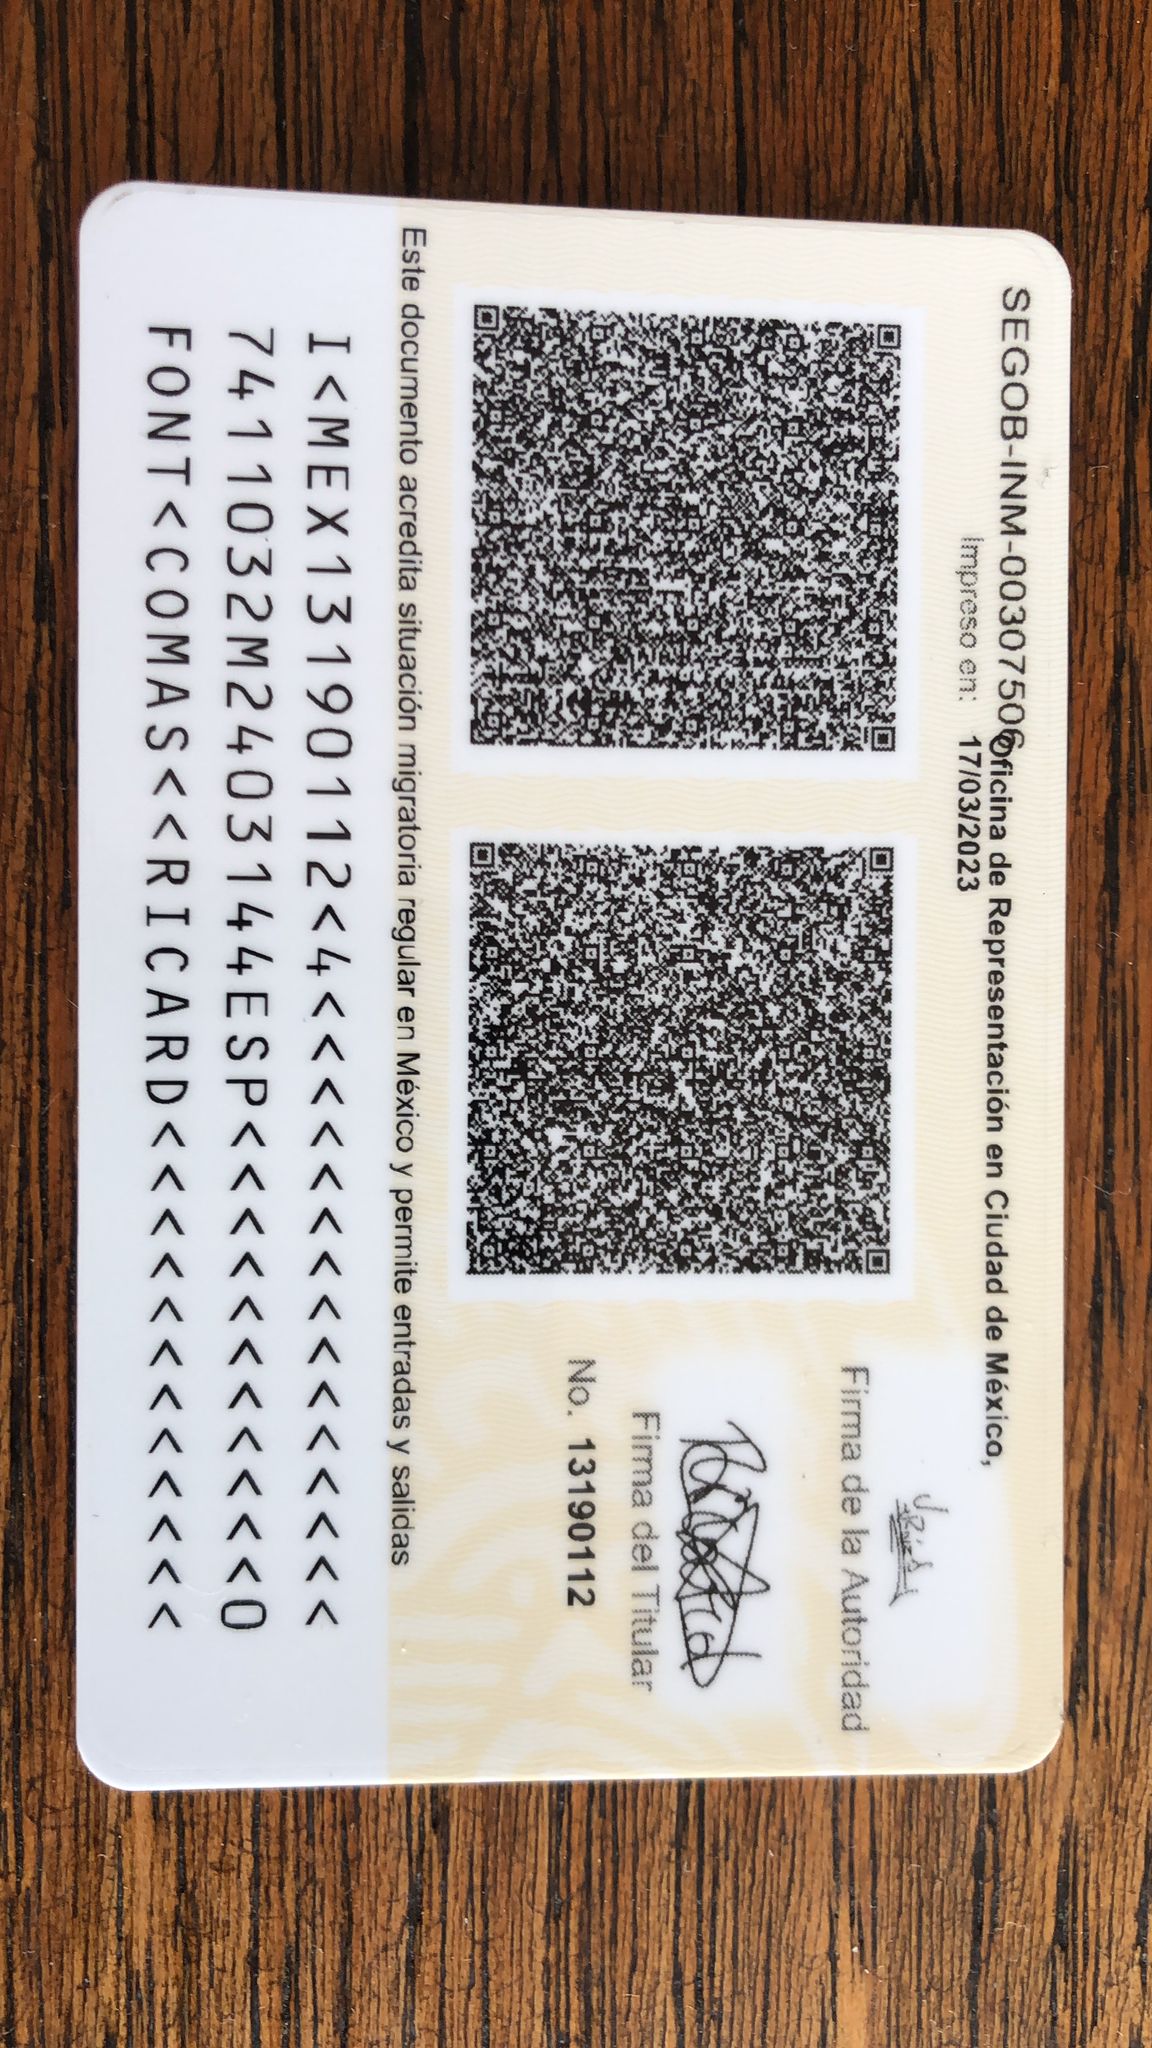 SEGOB-INM-00307506
Oficina de Representación en Ciudad de México,
Impreso en: 17/03/2023
Firma de la Autoridad
Firma del Titular
No. 13190112
Este documento acredita situación migratoria regular en México y permite entradas y salidas
I<MEX13190112<4<<<<<<<<<<<<<<<
7411032M2403144ESP<<<<<<<<<<<0
FONT<COMAS<<RICARD<<<<<<<<<<<<